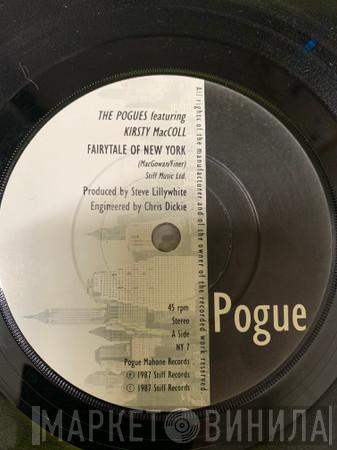 THE POGUES featuring
KIRSTY MacCOLL
FAIRYTALE OF NEW YORK
(MacGowan/Finer)
Stiff Music Ltd.
Produced by Steve Lillywhite
Engineered by Chris Dickie
45 rpm
Stereo
A Side
NY 7
Pogue Mahone Records
℗ 1987 Stiff Records
© 1987 Stiff Records
All rights of the manufacturer and of the owner of the recorded work reserved
Pogue
МАРКЕТ ВИНИЛА